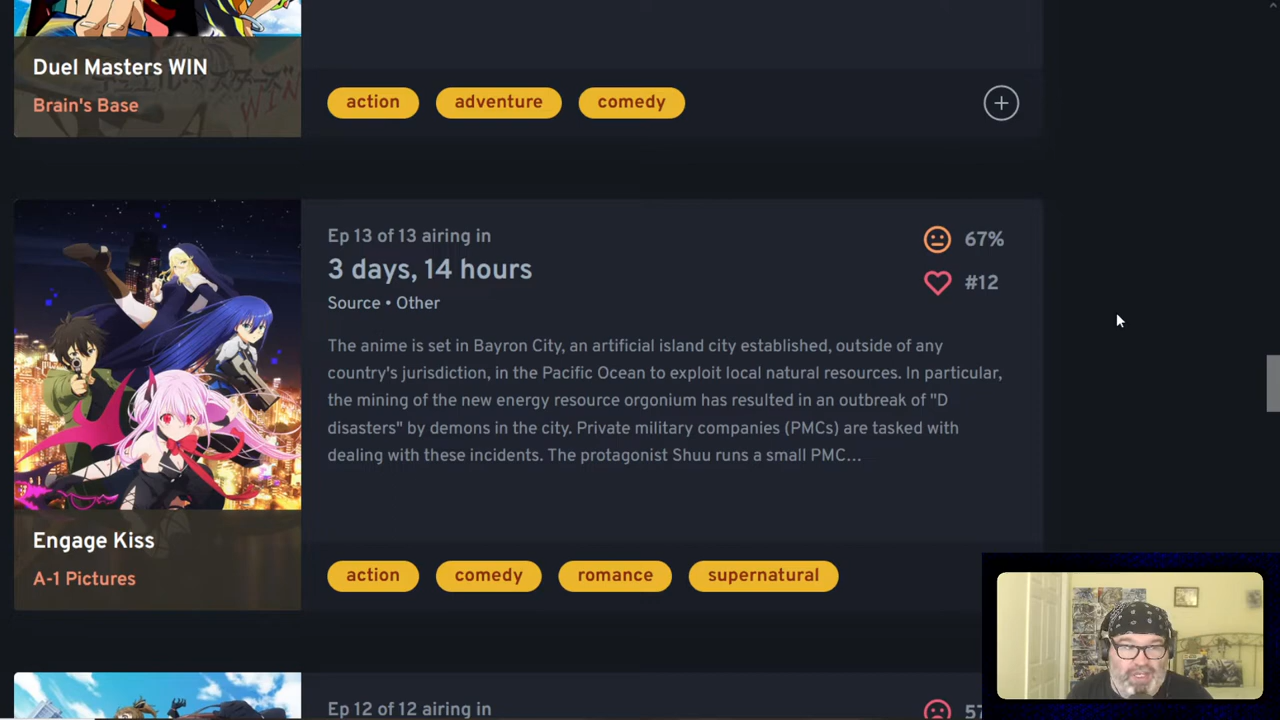 Duel Masters WIN
Brain's Base
action
adventure
comedy
Ep 13 of 13 airing in
67%
3 days, 14 hours
#12
Source • Other
The anime is set in Bayron City, an artificial island city established, outside of any
country's jurisdiction, in the Pacific Ocean to exploit local natural resources. In particular,
the mining of the new energy resource orgonium has resulted in an outbreak of "D
disasters" by demons in the city. Private military companies (PMCs) are tasked with
dealing with these incidents. The protagonist Shuu runs a small PMC...
Engage Kiss
A-1 Pictures
action
comedy
romance
supernatural
Ep 12 of 12 airing in